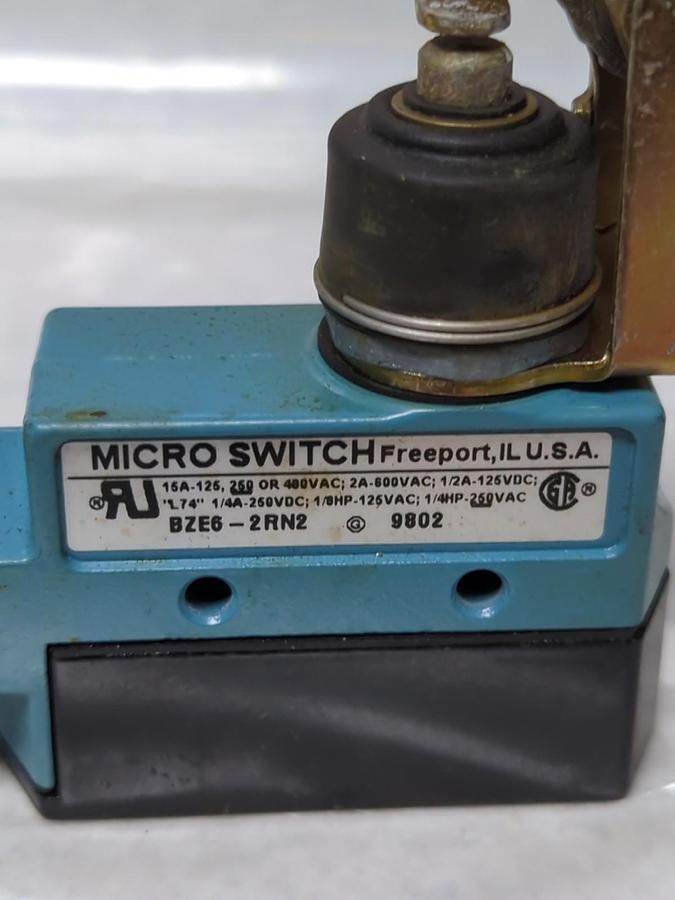 MICRO SWITCH Freeport, IL U.S.A.
15A-125, 250 OR 480VAC; 2A-600VAC; 1/2A-125VDC;
"L74" 1/4A-250VDC; 1/8HP-125VAC; 1/4HP-250VAC
BZE6-2RN2 G 9802